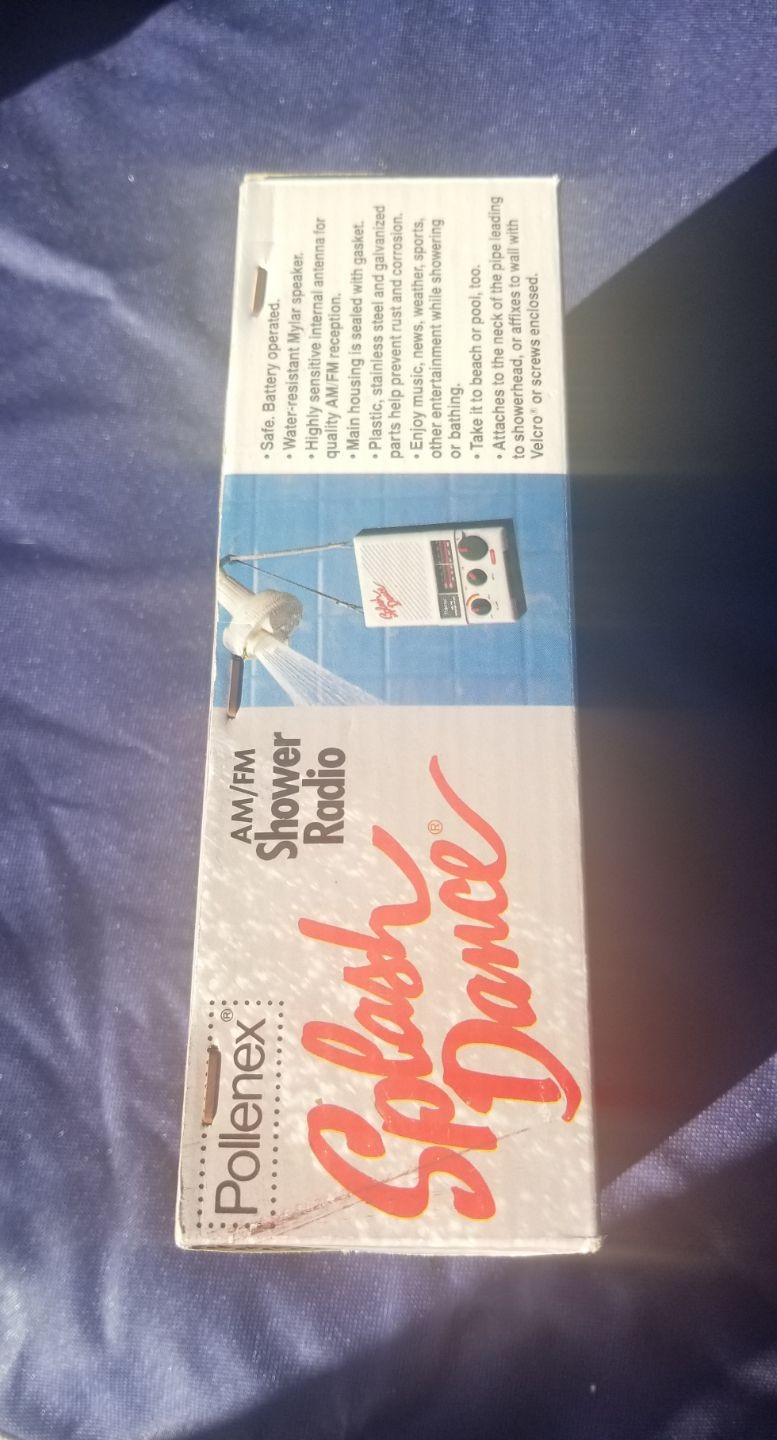 Pollenex®
AM/FM
Shower
Radio
Splash
Dance®
Splash
Dance
• Safe. Battery operated.
• Water-resistant Mylar speaker.
• Highly sensitive internal antenna for
quality AM/FM reception.
• Main housing is sealed with gasket.
• Plastic, stainless steel and galvanized
parts help prevent rust and corrosion.
• Enjoy music, news, weather, sports,
other entertainment while showering
or bathing.
• Take it to beach or pool, too.
• Attaches to the neck of the pipe leading
to showerhead, or affixes to wall with
Velcro® or screws enclosed.